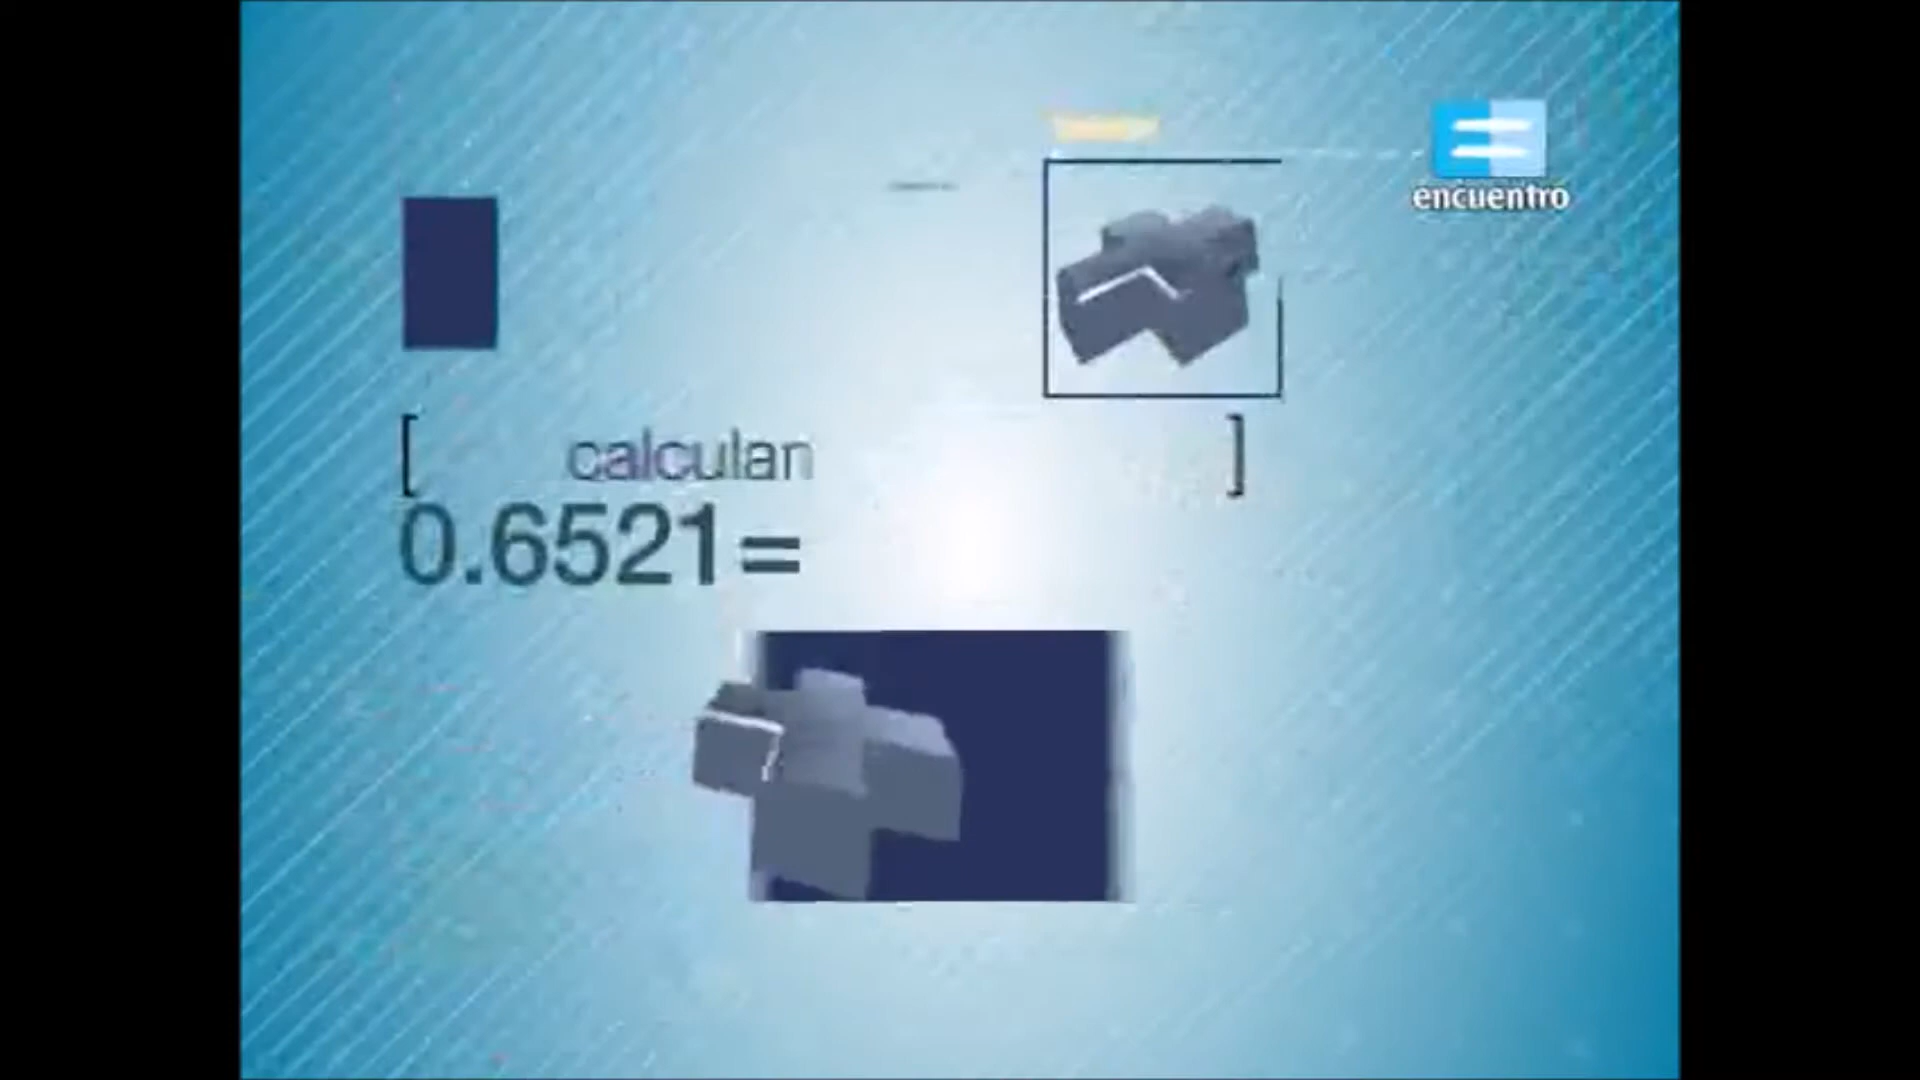 encuentro
[ calculan ]
0.6521=